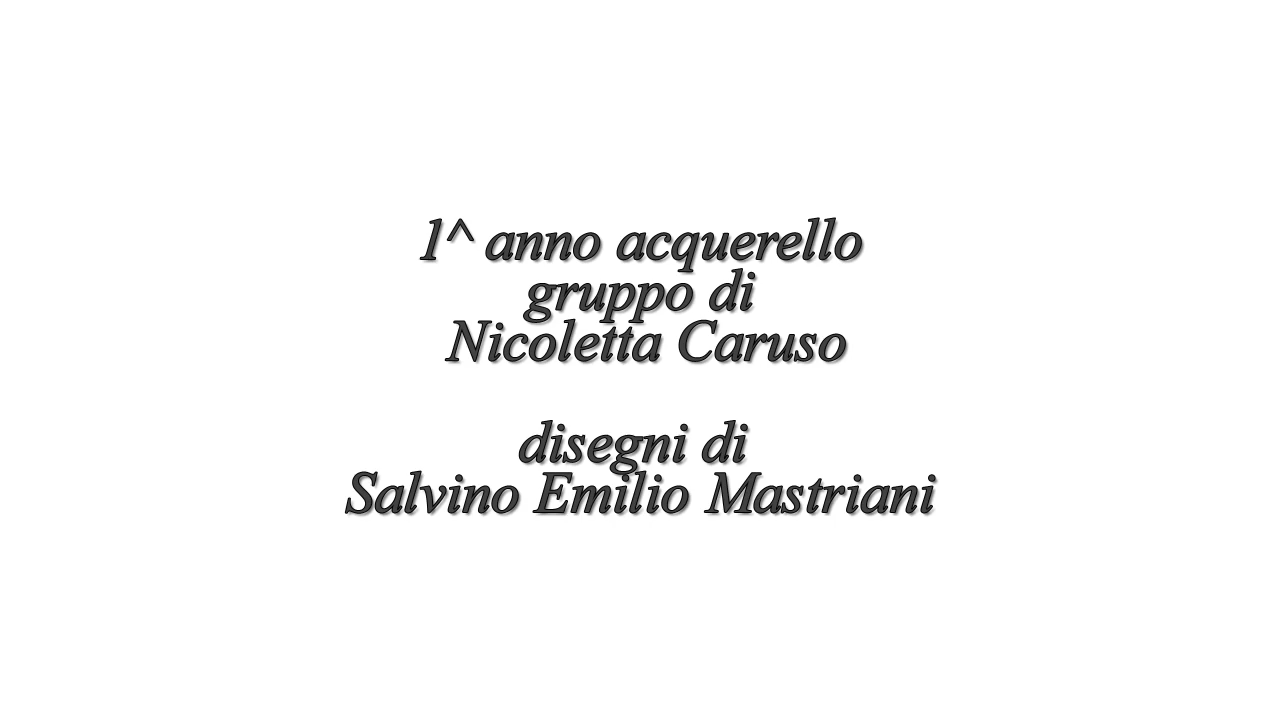 1^ anno acquerello
gruppo di
Nicoletta Caruso
disegni di
Salvino Emilio Mastriani